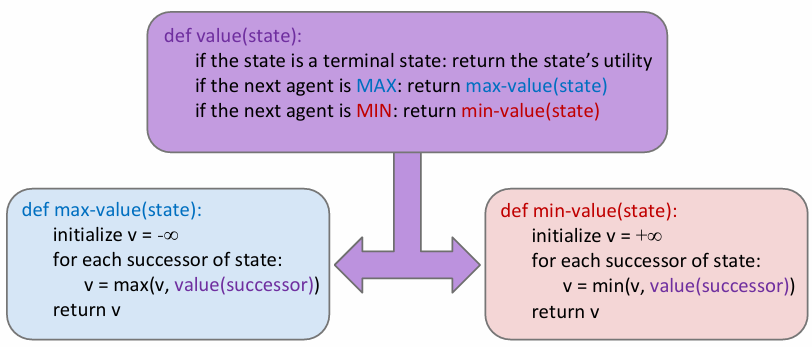 def value(state):
if the state is a terminal state: return the state’s utility
if the next agent is MAX: return max-value(state)
if the next agent is MIN: return min-value(state)
def max-value(state):
initialize v = -∞
for each successor of state:
v = max(v, value(successor))
return v
def min-value(state):
initialize v = +∞
for each successor of state:
v = min(v, value(successor))
return v